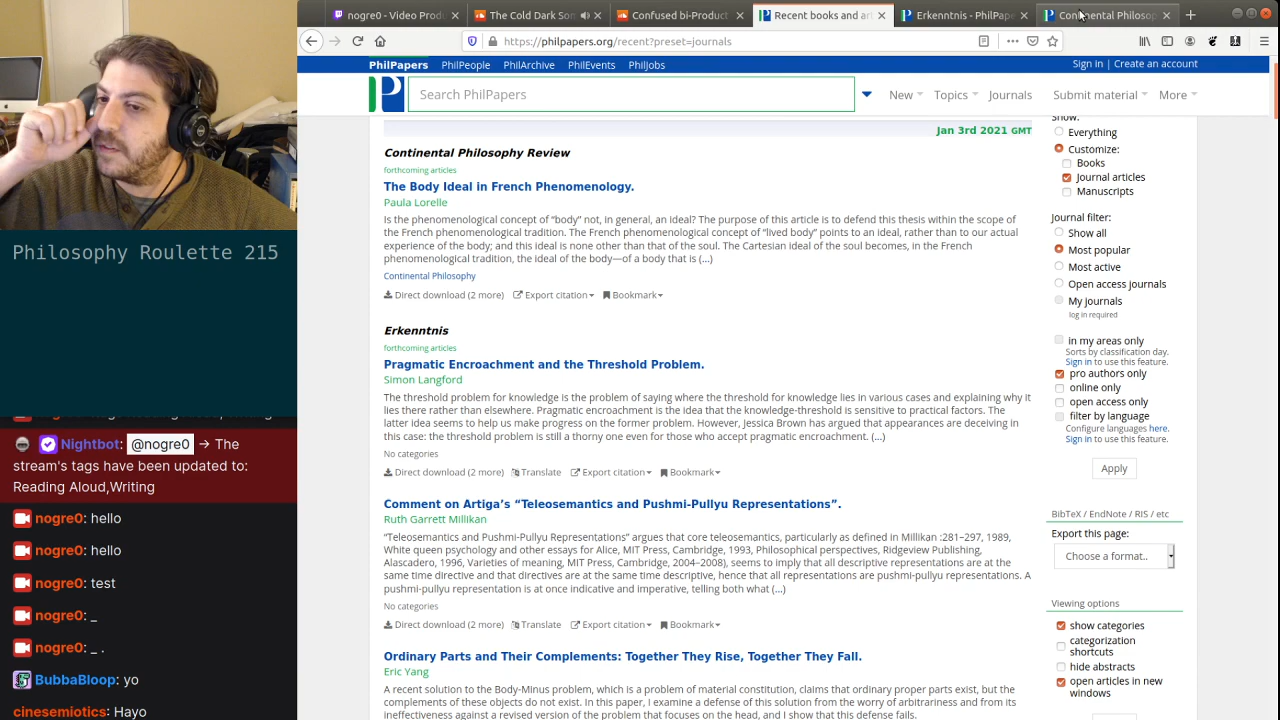 nogre0 - Video Produ
The Cold Dark Son
Confused bi-Product
Recent books and ar
Erkenntnis - PhilPape
Continental Philosop
https://philpapers.org/recent?preset=journals
PhilPapers PhilPeople PhilArchive PhilEvents PhilJobs
Sign in | Create an account
Search PhilPapers
New Topics Journals Submit material More
Jan 3rd 2021 GMT
Continental Philosophy Review
forthcoming articles
The Body Ideal in French Phenomenology.
Paula Lorelle
Is the phenomenological concept of “body” not, in general, an ideal? The purpose of this article is to defend this thesis within the scope of
the French phenomenological tradition. The French phenomenological concept of “lived body” points to an ideal, rather than to our actual
experience of the body; and this ideal is none other than that of the soul. The Cartesian ideal of the soul becomes, in the French
phenomenological tradition, the ideal of the body—of a body that is (...)
Continental Philosophy
Direct download (2 more) Export citation Bookmark
Erkenntnis
forthcoming articles
Pragmatic Encroachment and the Threshold Problem.
Simon Langford
The threshold problem for knowledge is the problem of saying where the threshold for knowledge lies in various cases and explaining why it
lies there rather than elsewhere. Pragmatic encroachment is the idea that the knowledge-threshold is sensitive to practical factors. The
latter idea seems to help us make progress on the former problem. However, Jessica Brown has argued that appearances are deceiving in
this case: the threshold problem is still a thorny one even for those who accept pragmatic encroachment. (...)
No categories
Direct download (2 more) Translate Export citation Bookmark
Comment on Artiga’s “Teleosemantics and Pushmi-Pullyu Representations”.
Ruth Garrett Millikan
“Teleosemantics and Pushmi-Pullyu Representations” argues that core teleosemantics, particularly as defined in Millikan :281–297, 1989,
White queen psychology and other essays for Alice, MIT Press, Cambridge, 1993, Philosophical perspectives, Ridgeview Publishing,
Alascadero, 1996, Varieties of meaning, MIT Press, Cambridge, 2004–2008), seems to imply that all descriptive representations are at the
same time directive and that directives are at the same time descriptive, hence that all representations are pushmi-pullyu representations. A
pushmi-pullyu representation is at once indicative and imperative, telling both what (...)
No categories
Direct download (2 more) Translate Export citation Bookmark
Ordinary Parts and Their Complements: Together They Rise, Together They Fall.
Eric Yang
A recent solution to the Body-Minus problem, which is a problem of material constitution, claims that ordinary proper parts exist, but the
complements of these objects do not exist. In this paper, I examine a defense of this solution from the worry of arbitrariness and from its
ineffectiveness against a revised version of the problem that focuses on the head, and I show that this defense fails.
Show:
Everything
Customize:
Books
Journal articles
Manuscripts
Journal filter:
Show all
Most popular
Most active
Open access journals
My journals
log in required
in my areas only
Sorts by classification day.
Sign in to use this feature.
pro authors only
online only
open access only
filter by language
Configure languages here.
Sign in to use this feature.
Apply
BibTeX / EndNote / RIS / etc
Export this page:
Choose a format..
Viewing options
show categories
categorization
shortcuts
hide abstracts
open articles in new
windows
Philosophy Roulette 215
Nightbot: @nogre0 → The
stream's tags have been updated to:
Reading Aloud,Writing
nogre0: hello
nogre0: hello
nogre0: test
nogre0: _
nogre0: _ .
BubbaBloop: yo
cinesemiotics: Hayo